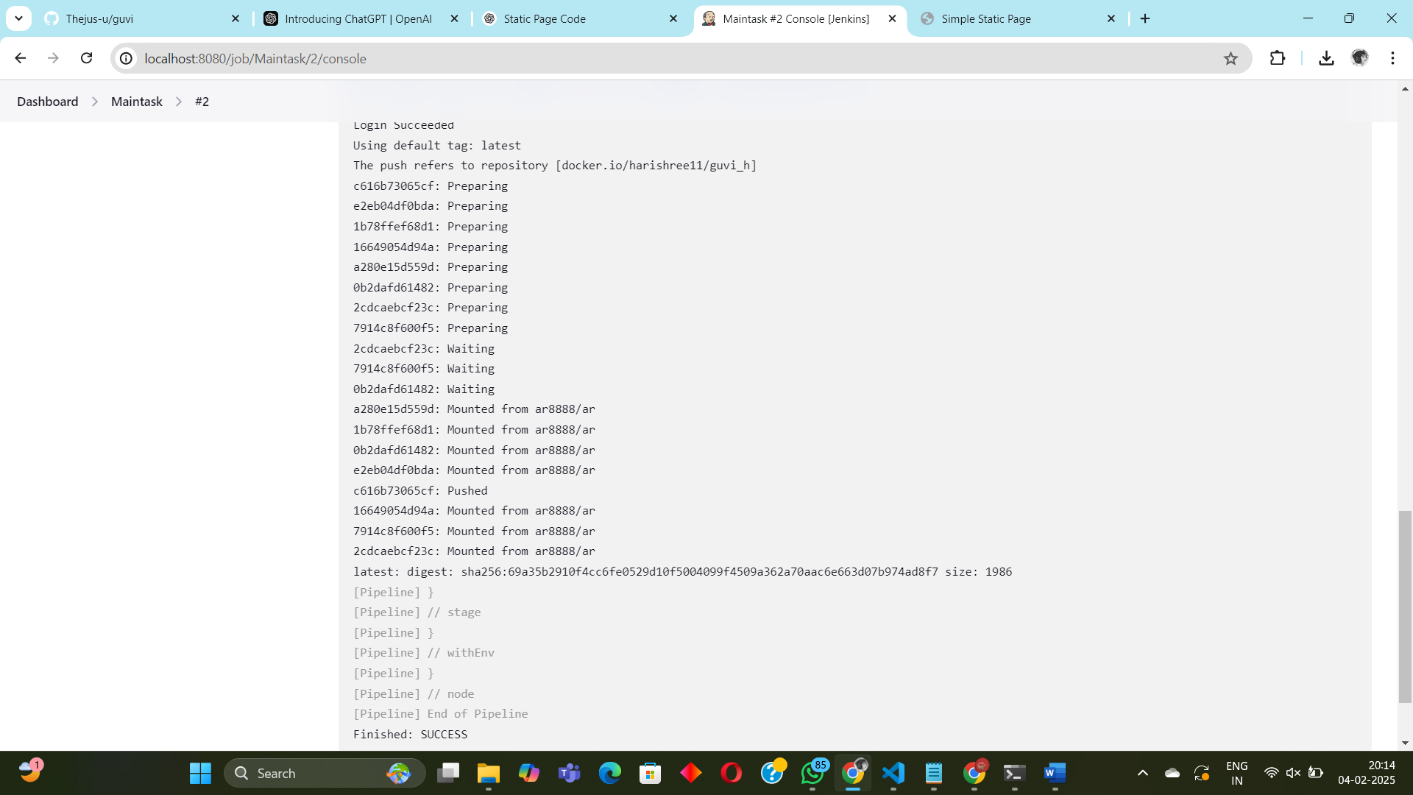 Thejus-u/guvi
Introducing ChatGPT | OpenAI
Static Page Code
Maintask #2 Console [Jenkins]
Simple Static Page
localhost:8080/job/Maintask/2/console
Dashboard
Maintask
#2
Login Succeeded
Using default tag: latest
The push refers to repository [docker.io/harishree11/guvi_h]
c616b73065cf: Preparing
e2eb04df0bda: Preparing
1b78ffef68d1: Preparing
16649054d94a: Preparing
a280e15d559d: Preparing
0b2dafd61482: Preparing
2cdcaebcf23c: Preparing
7914c8f600f5: Preparing
2cdcaebcf23c: Waiting
7914c8f600f5: Waiting
0b2dafd61482: Waiting
a280e15d559d: Mounted from ar8888/ar
1b78ffef68d1: Mounted from ar8888/ar
0b2dafd61482: Mounted from ar8888/ar
e2eb04df0bda: Mounted from ar8888/ar
c616b73065cf: Pushed
16649054d94a: Mounted from ar8888/ar
7914c8f600f5: Mounted from ar8888/ar
2cdcaebcf23c: Mounted from ar8888/ar
latest: digest: sha256:69a35b2910f4cc6fe0529d10f5004099f4509a362a70aac6e663d07b974ad8f7 size: 1986
[Pipeline] }
[Pipeline] // stage
[Pipeline] }
[Pipeline] // withEnv
[Pipeline] }
[Pipeline] // node
[Pipeline] End of Pipeline
Finished: SUCCESS
1
Search
85
ENG
IN
20:14
04-02-2025